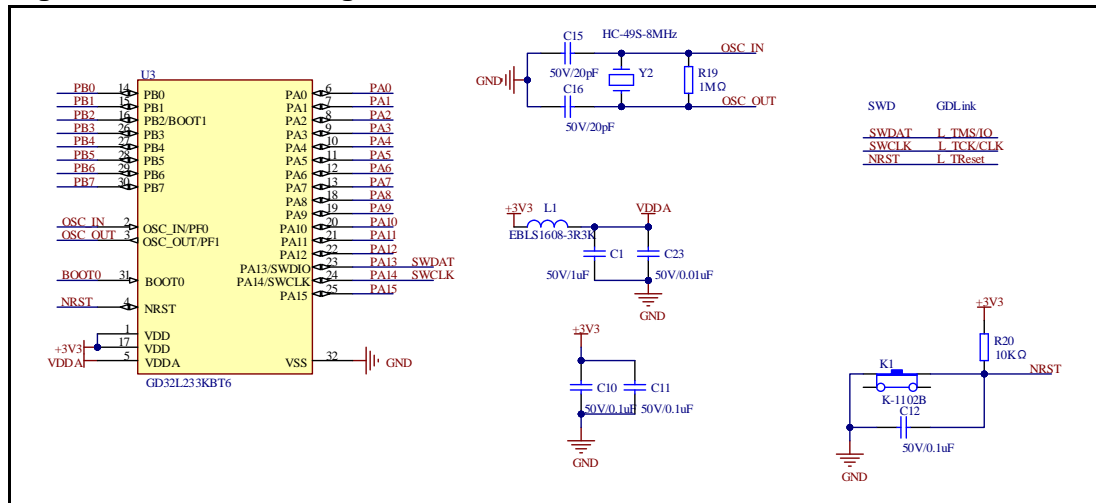 U3
PB0 14 PB0
PB1 15 PB1
PB2 16 PB2/BOOT1
PB3 26 PB3
PB4 27 PB4
PB5 28 PB5
PB6 29 PB6
PB7 30 PB7
OSC_IN 2 OSC_IN/PF0
OSC_OUT 3 OSC_OUT/PF1
BOOT0 31 BOOT0
NRST 4 NRST
1 VDD
+3V3 17 VDD
VDDA 5 VDDA
PA0 6 PA0
PA1 7 PA1
PA2 8 PA2
PA3 9 PA3
PA4 10 PA4
PA5 11 PA5
PA6 12 PA6
PA7 13 PA7
PA8 18 PA8
PA9 19 PA9
PA10 20 PA10
PA11 21 PA11
PA12 22 PA12
PA13/SWDIO 23 PA13 SWDAT
PA14/SWCLK 24 PA14 SWCLK
PA15 25 PA15
VSS 32 GND
GD32L233KBT6
C15 HC-49S-8MHz
OSC_IN
50V/20pF
GND Y2 R19
1MΩ
C16
OSC_OUT
50V/20pF
SWD GDLink
SWDAT L_TMS/IO
SWCLK L_TCK/CLK
NRST L_TReset
+3V3 L1 VDDA
EBLS1608-3R3K
C1 C23
50V/1uF 50V/0.01uF
GND
+3V3
C10 C11
50V/0.1uF 50V/0.1uF
GND
+3V3
R20
10KΩ
K1 NRST
K-1102B
C12
50V/0.1uF
GND